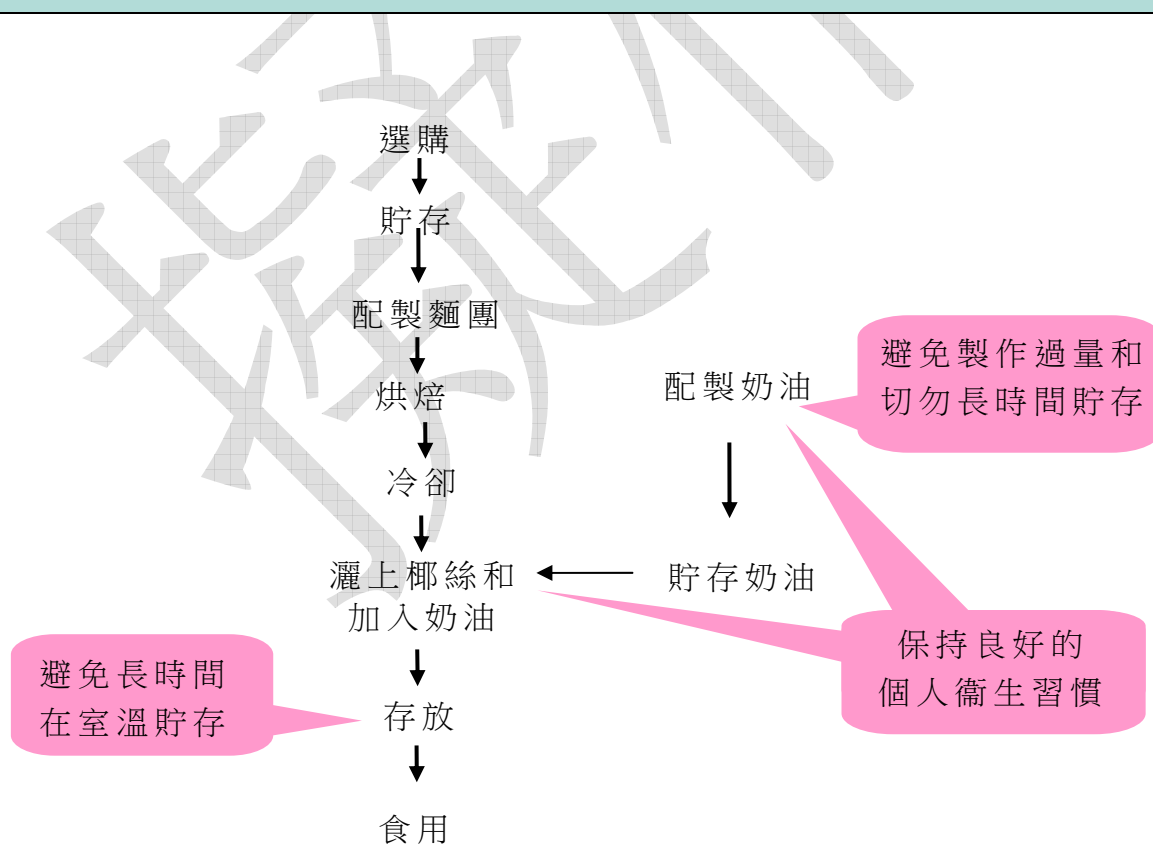 選購
貯存
配製麵團
烘焙
冷卻
灑上椰絲和
加入奶油
存放
食用
配製奶油
貯存奶油
避免製作過量和
切勿長時間貯存
保持良好的
個人衞生習慣
避免長時間
在室溫貯存